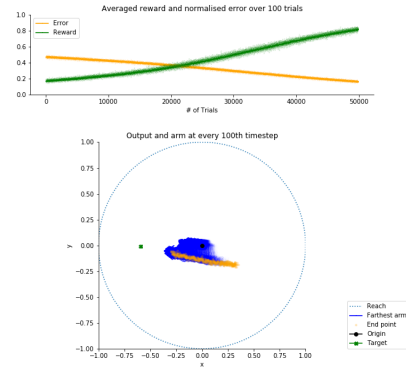 Averaged reward and normalised error over 100 trials
1.0
0.8
0.6
0.4
0.2
0.0
Error
Reward
0
10000
20000
30000
40000
50000
# of Trials
Output and arm at every 100th timestep
1.00
0.75
0.50
0.25
0.00
−0.25
−0.50
−0.75
−1.00
y
−1.00
−0.75
−0.50
−0.25
0.00
0.25
0.50
0.75
1.00
x
Reach
Farthest arm
End point
Origin
Target